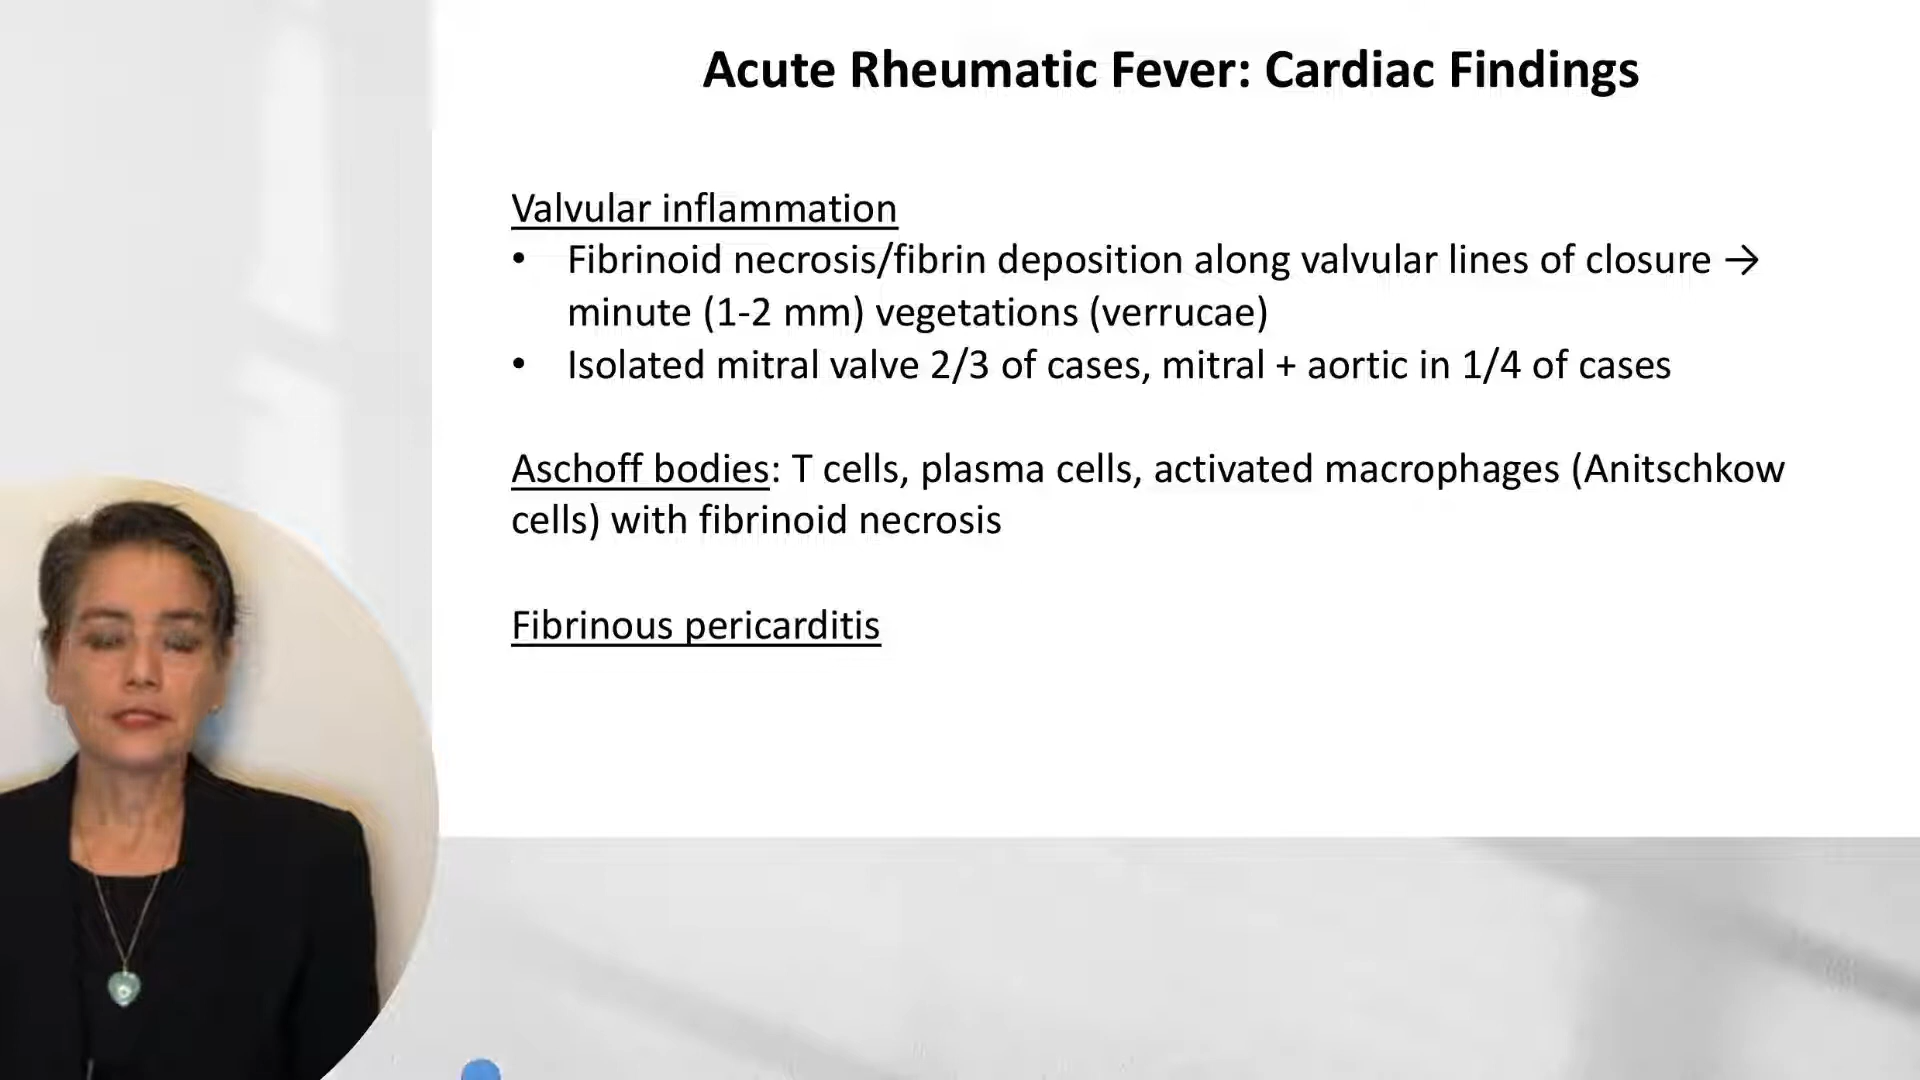 Acute Rheumatic Fever: Cardiac Findings
Valvular inflammation
• Fibrinoid necrosis/fibrin deposition along valvular lines of closure →
minute (1-2 mm) vegetations (verrucae)
• Isolated mitral valve 2/3 of cases, mitral + aortic in 1/4 of cases
Aschoff bodies: T cells, plasma cells, activated macrophages (Anitschkow
cells) with fibrinoid necrosis
Fibrinous pericarditis